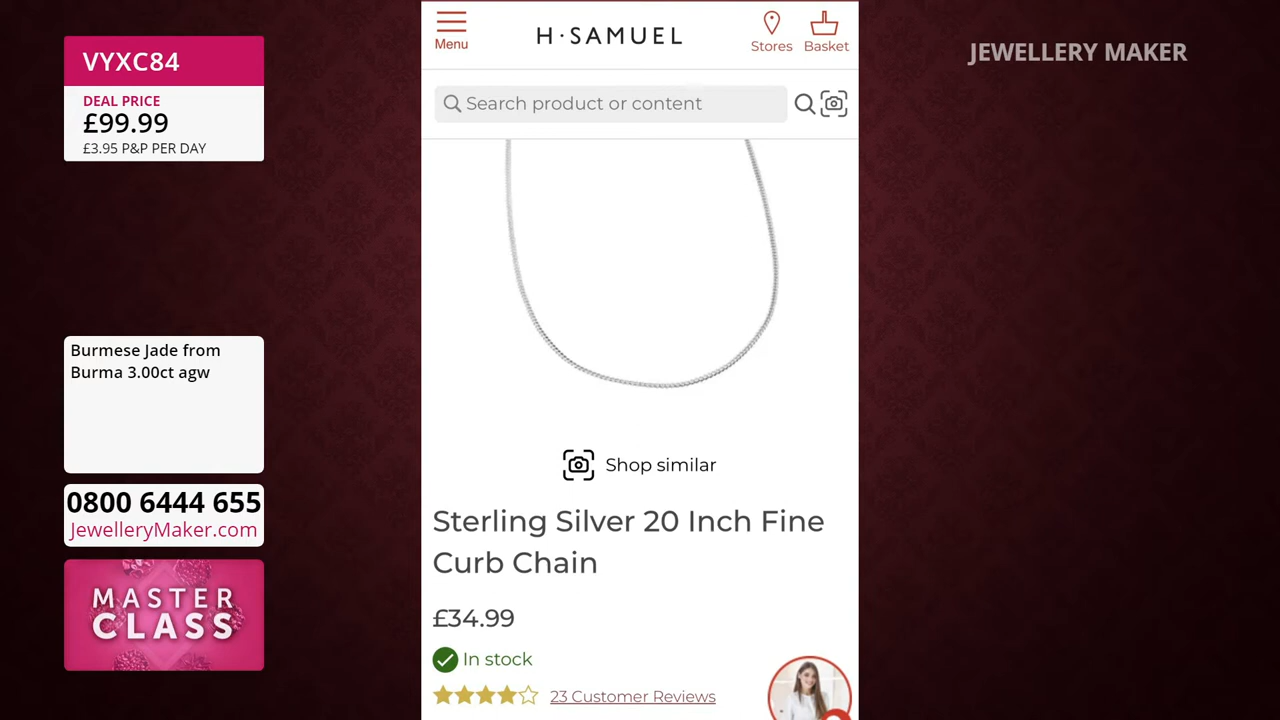 VYXC84
DEAL PRICE
£99.99
£3.95 P&P PER DAY
Burmese Jade from
Burma 3.00ct agw
0800 6444 655
JewelleryMaker.com
MASTER
CLASS
Menu
H·SAMUEL
Stores
Basket
Search product or content
Shop similar
Sterling Silver 20 Inch Fine
Curb Chain
£34.99
In stock
23 Customer Reviews
JEWELLERY MAKER